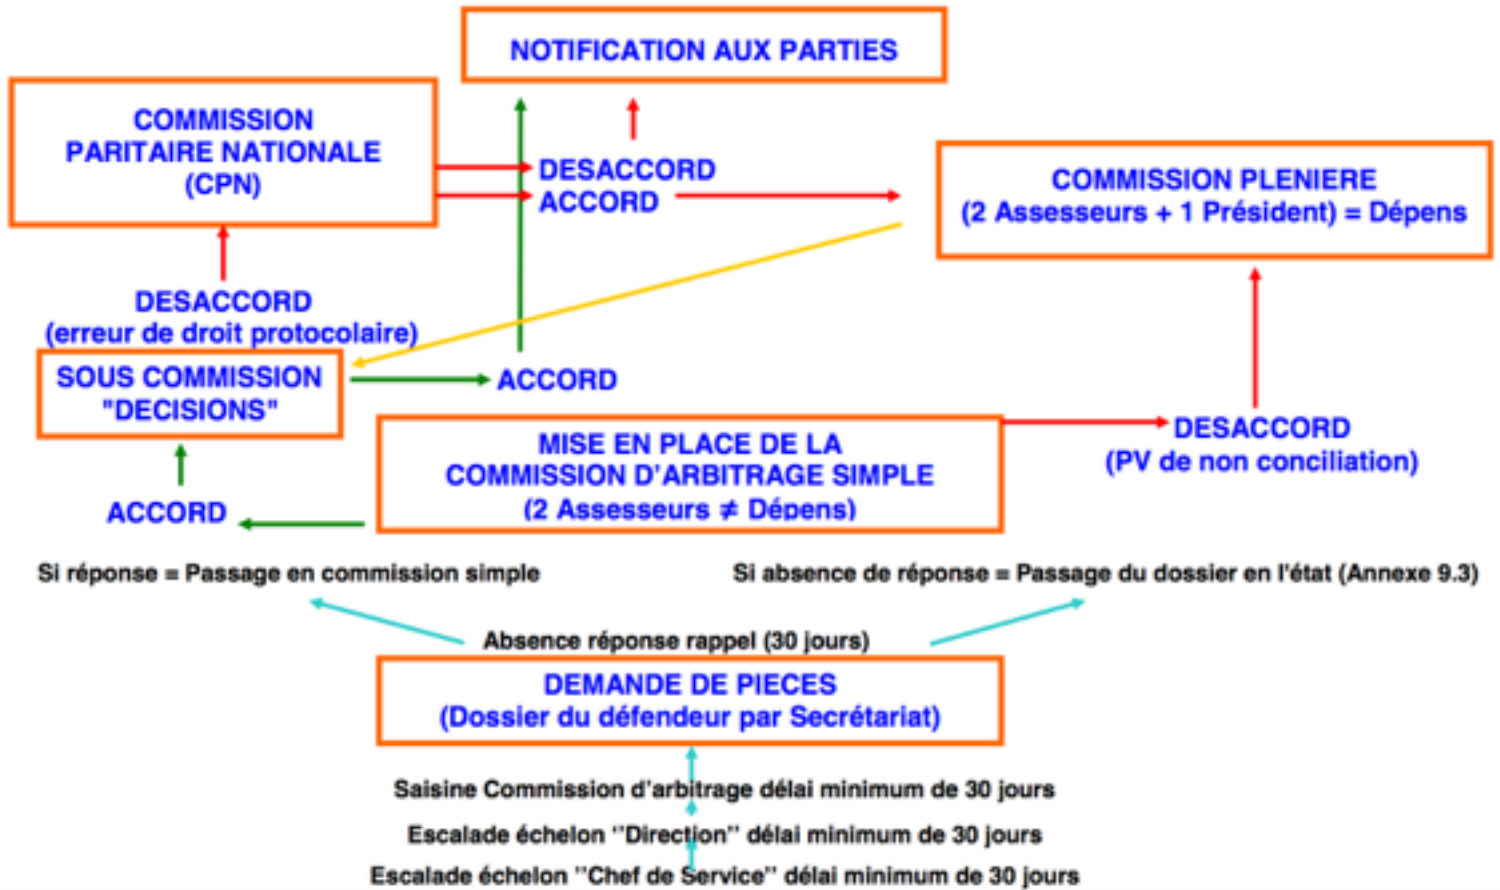 NOTIFICATION AUX PARTIES
COMMISSION
PARITAIRE NATIONALE
(CPN)
DESACCORD
ACCORD
COMMISSION PLENIERE
(2 Assesseurs + 1 Président) = Dépens
DESACCORD
(erreur de droit protocolaire)
SOUS COMMISSION
"DECISIONS"
ACCORD
MISE EN PLACE DE LA
COMMISSION D'ARBITRAGE SIMPLE
(2 Assesseurs ≠ Dépens)
DESACCORD
(PV de non conciliation)
ACCORD
Si réponse = Passage en commission simple
Si absence de réponse = Passage du dossier en l'état (Annexe 9.3)
Absence réponse rappel (30 jours)
DEMANDE DE PIECES
(Dossier du défendeur par Secrétariat)
Saisine Commission d'arbitrage délai minimum de 30 jours
Escalade échelon ''Direction'' délai minimum de 30 jours
Escalade échelon ''Chef de Service'' délai minimum de 30 jours